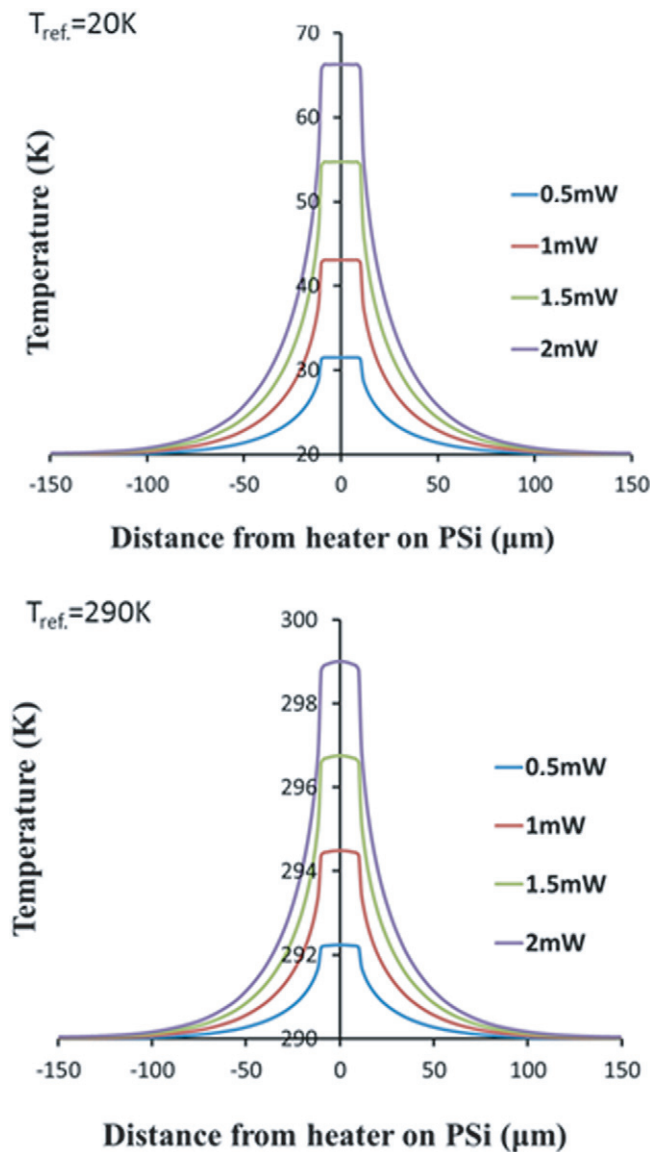 T_ref.=20K
70
60
50
40
30
20
Temperature (K)
0.5mW
1mW
1.5mW
2mW
-150 -100 -50 0 50 100 150
Distance from heater on PSi (μm)
T_ref.=290K
300
298
296
294
292
290
Temperature (K)
0.5mW
1mW
1.5mW
2mW
-150 -100 -50 0 50 100 150
Distance from heater on PSi (μm)